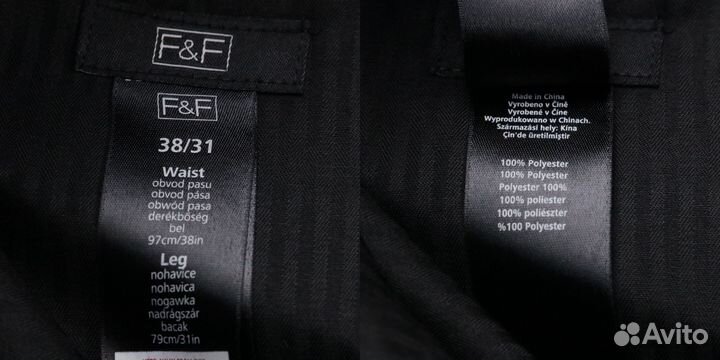 F&F
F&F
38/31
Waist
obvod pasu
obvod pása
obwód pasa
derékbőség
bel
97cm/38in
Leg
nohavice
nohavica
nogawka
nadrágszár
bacak
79cm/31in
Made in China
Vyrobeno v Číně
Vyrobené v Číne
Wyprodukowano w Chinach.
Származási hely: Kína
Çin'de üretilmiştir
100% Polyester
100% Polyester
Polyester 100%
100% poliester
100% poliészter
%100 Polyester
Avito